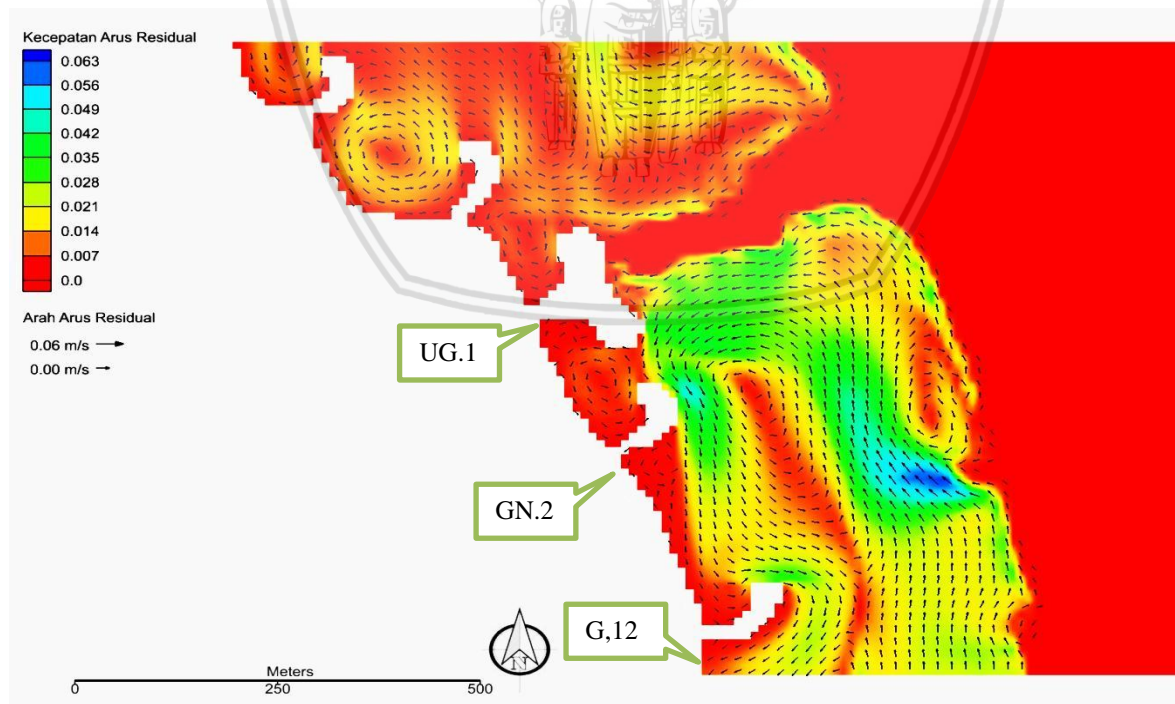 Kecepatan Arus Residual
0.063
0.056
0.049
0.042
0.035
0.028
0.021
0.014
0.007
0.0
Arah Arus Residual
0.06 m/s
0.00 m/s
UG.1
GN.2
G,12
N
Meters
0 250 500